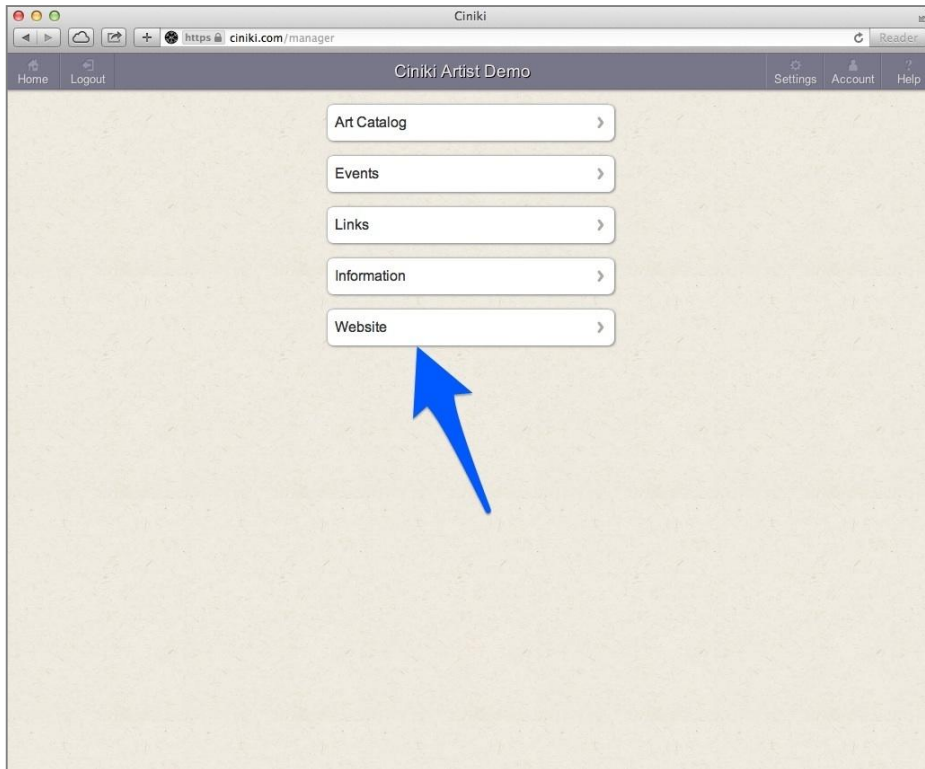 Ciniki
https ciniki.com/manager
Reader
Home
Logout
Ciniki Artist Demo
Settings
Account
? Help
Art Catalog
Events
Links
Information
Website